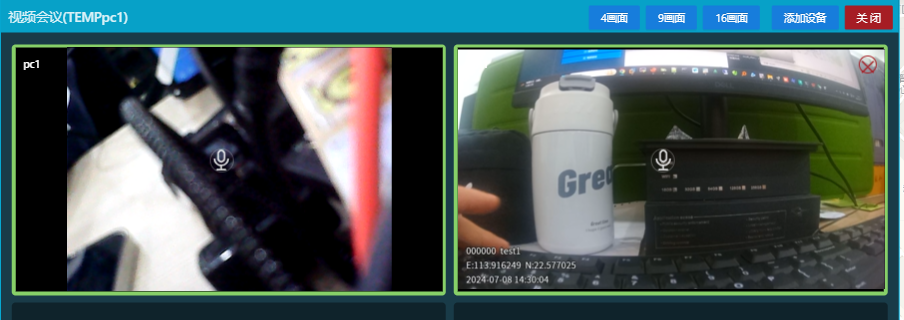 视频会议(TEMPpc1)
4画面
9画面
16画面
添加设备
关 闭
pc1
Grea
000000 test1
E:113.916249 N:22.577025
2024-07-08 14:30:04